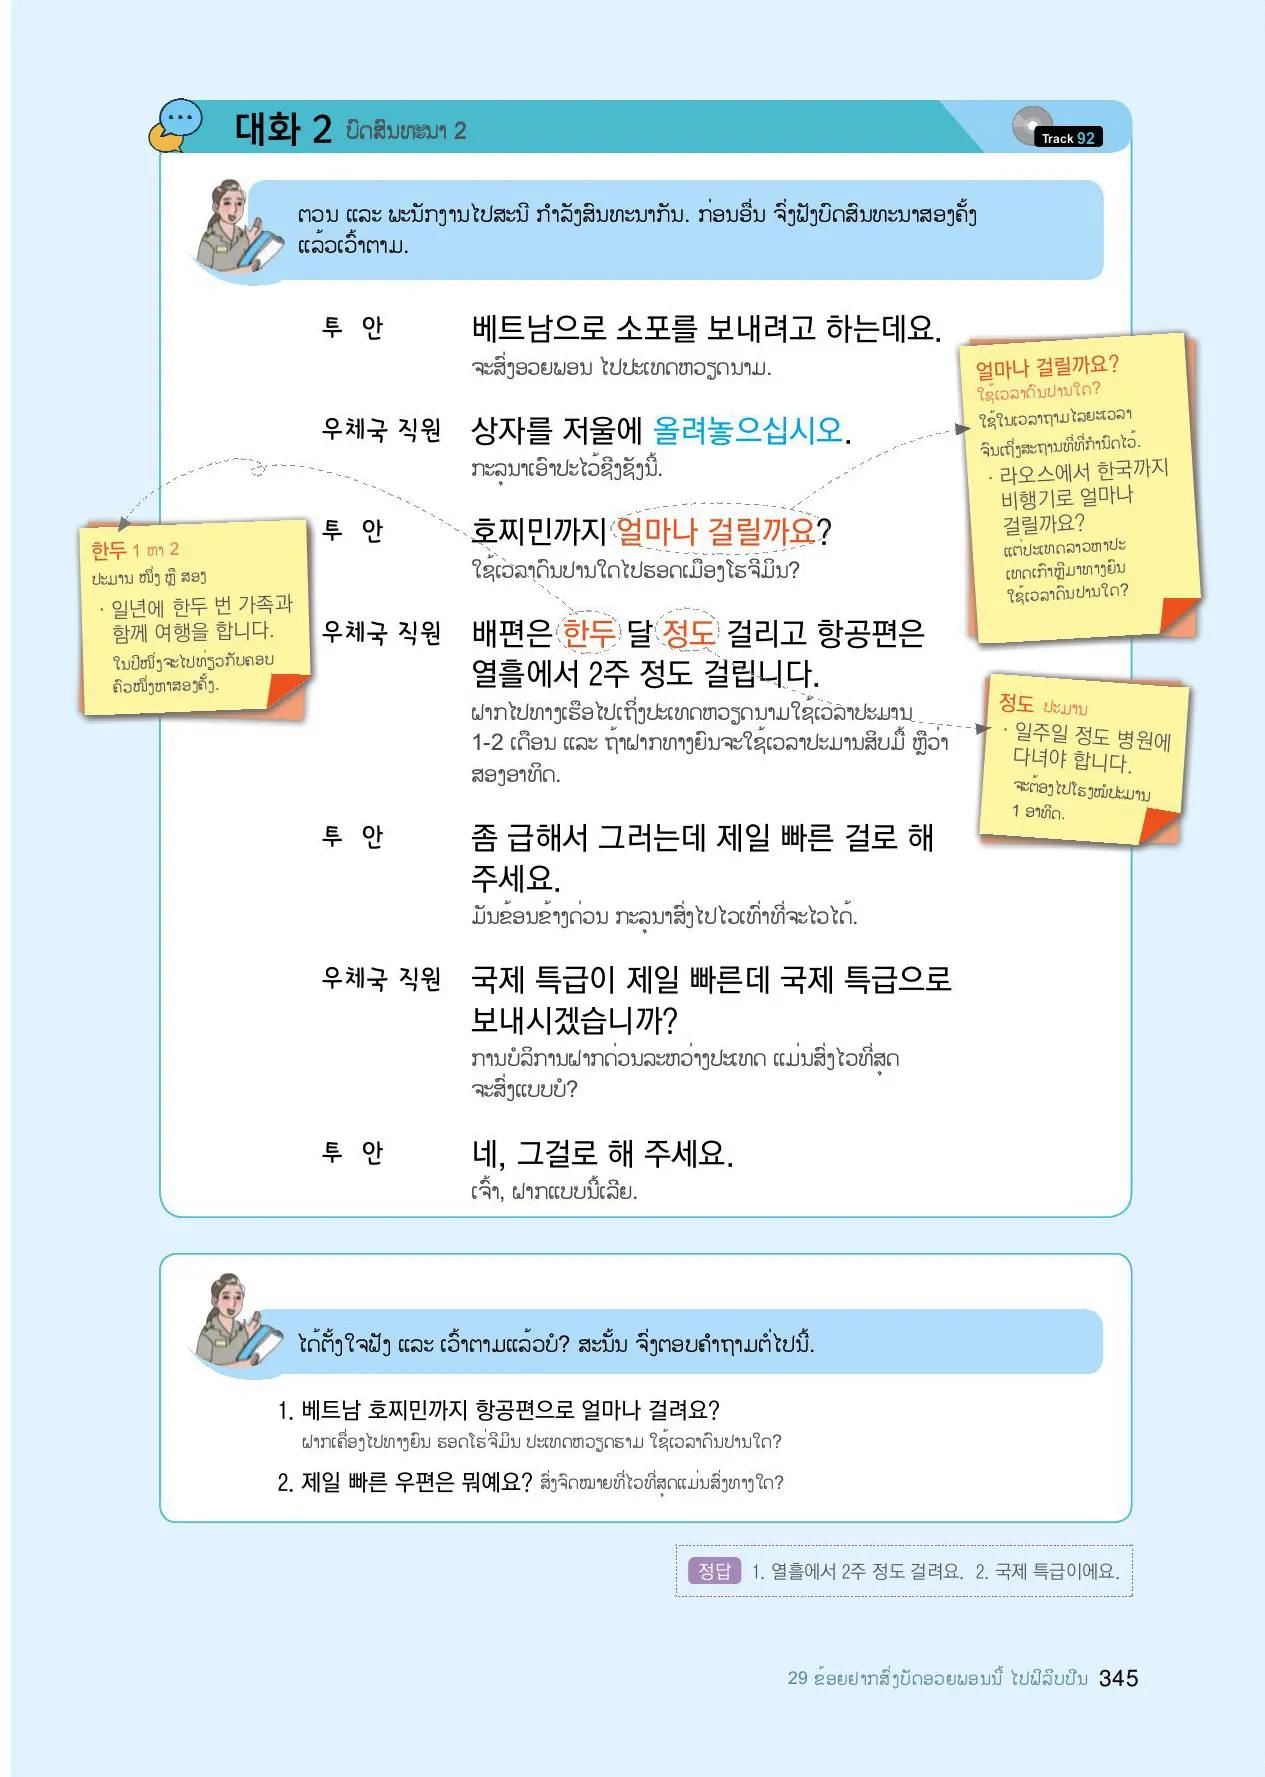 대화 2 ບົດສົນທະນາ 2
Track 92
ຕວນ ແລະ ພະນັກງານໄປສະນີ ກໍາລັງສົນທະນາກັນ. ກ່ອນອື່ນ ຈົ່ງຟັງບົດສົນທະນາສອງຄັ້ງ
ແລ້ວເວົ້າຕາມ.
투 안 베트남으로 소포를 보내려고 하는데요.
ຈະສົ່ງອວຍພອນ ໄປປະເທດຫວຽດນາມ.
우체국 직원 상자를 저울에 올려놓으십시오.
ກະລຸນາເອົາປະໄວ້ຊີງຊັ່ງນີ້.
투 안 호찌민까지 얼마나 걸릴까요?
ໃຊ້ເວລາດົນປານໃດໄປຮອດເມືອງໂຮຈີມິນ?
우체국 직원 배편은 한두 달 정도 걸리고 항공편은
열흘에서 2주 정도 걸립니다.
ຝາກໄປທາງເຮືອໄປເຖິງປະເທດຫວຽດນາມໃຊ້ເວລາປະມານ
1-2 ເດືອນ ແລະ ຖ້າຝາກທາງຍົນຈະໃຊ້ເວລາປະມານສິບມື້ ຫຼືວ່າ
ສອງອາທິດ.
투 안 좀 급해서 그러는데 제일 빠른 걸로 해
주세요.
ມັນຂ້ອນຂ້າງດ່ວນ ກະລຸນາສົ່ງໄປໄວເທົ່າທີ່ຈະໄວໄດ້.
우체국 직원 국제 특급이 제일 빠른데 국제 특급으로
보내시겠습니까?
ການບໍລິການຝາກດ່ວນລະຫວ່າງປະເທດ ແມ່ນສົ່ງໄວທີ່ສຸດ
ຈະສົ່ງແບບບໍ?
투 안 네, 그걸로 해 주세요.
ເຈົ້າ, ຝາກແບບນີ້ເລີຍ.
얼마나 걸릴까요?
ໃຊ້ເວລາດົນປານໃດ?
ໃຊ້ໃນເວລາຖາມໄລຍະເວລາ
ຈົນເຖິງສະຖານທີ່ທີ່ກຳນົດໄວ້.
· 라오스에서 한국까지
비행기로 얼마나
걸릴까요?
ແຕ່ປະເທດລາວຫາປະ
ເທດເກົາຫຼີມາທາງຍົນ
ໃຊ້ເວລາດົນປານໃດ?
한두 1 ຫາ 2
ປະມານ ໜຶ່ງ ຫຼື ສອງ
· 일년에 한두 번 가족과
함께 여행을 합니다.
ໃນປີໜຶ່ງຈະໄປທ່ຽວກັບຄອບ
ຄົວໜຶ່ງຫາສອງຄັ້ງ.
정도 ປະມານ
· 일주일 정도 병원에
다녀야 합니다.
ຈະຕ້ອງໄປໂຮງໝໍປະມານ
1 ອາທິດ.
ໄດ້ຕັ້ງໃຈຟັງ ແລະ ເວົ້າຕາມແລ້ວບໍ? ສະນັ້ນ ຈົ່ງຕອບຄໍາຖາມຕໍ່ໄປນີ້.
1. 베트남 호찌민까지 항공편으로 얼마나 걸려요?
ຝາກເຄື່ອງໄປທາງຍົນ ຮອດໂຮ່ຈີມິນ ປະເທດຫວຽດຮາມ ໃຊ້ເວລາດົນປານໃດ?
2. 제일 빠른 우편은 뭐예요? ສົ່ງຈົດໝາຍທີ່ໄວທີ່ສຸດແມ່ນສົ່ງທາງໃດ?
정답 1. 열흘에서 2주 정도 걸려요. 2. 국제 특급이에요.
29 ຂ້ອຍຢາກສົ່ງບັດອວຍພອນນີ້ ໄປຟິລິບປິນ 345